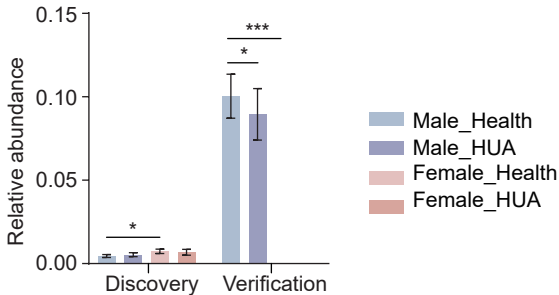 Relative abundance
0.15
0.10
0.05
0.00
*
***
*
Discovery
Verification
Male_Health
Male_HUA
Female_Health
Female_HUA